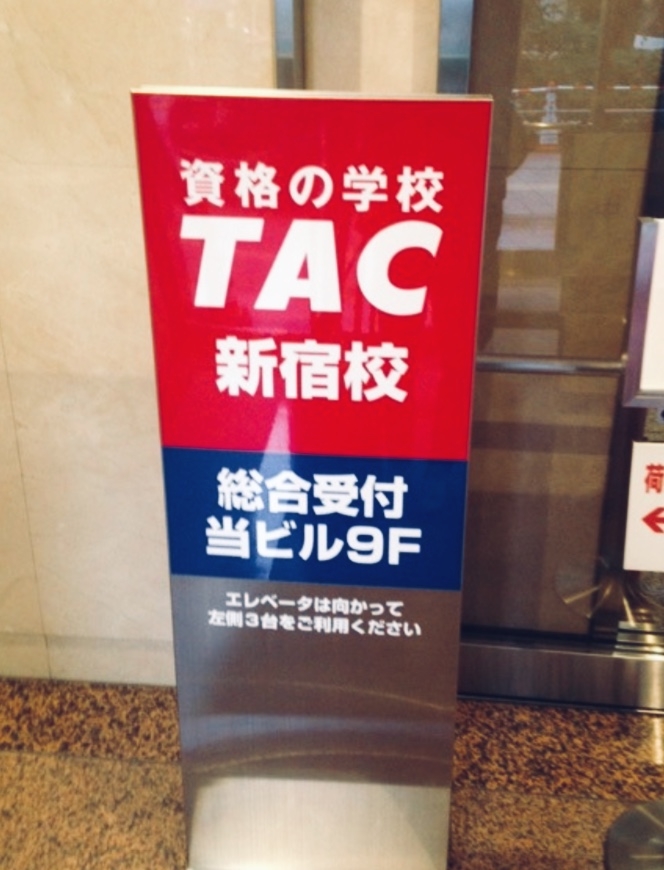 資格の学校
TAC
新宿校
総合受付
当ビル9F
エレベータは向かって
左側3台をご利用ください
荷